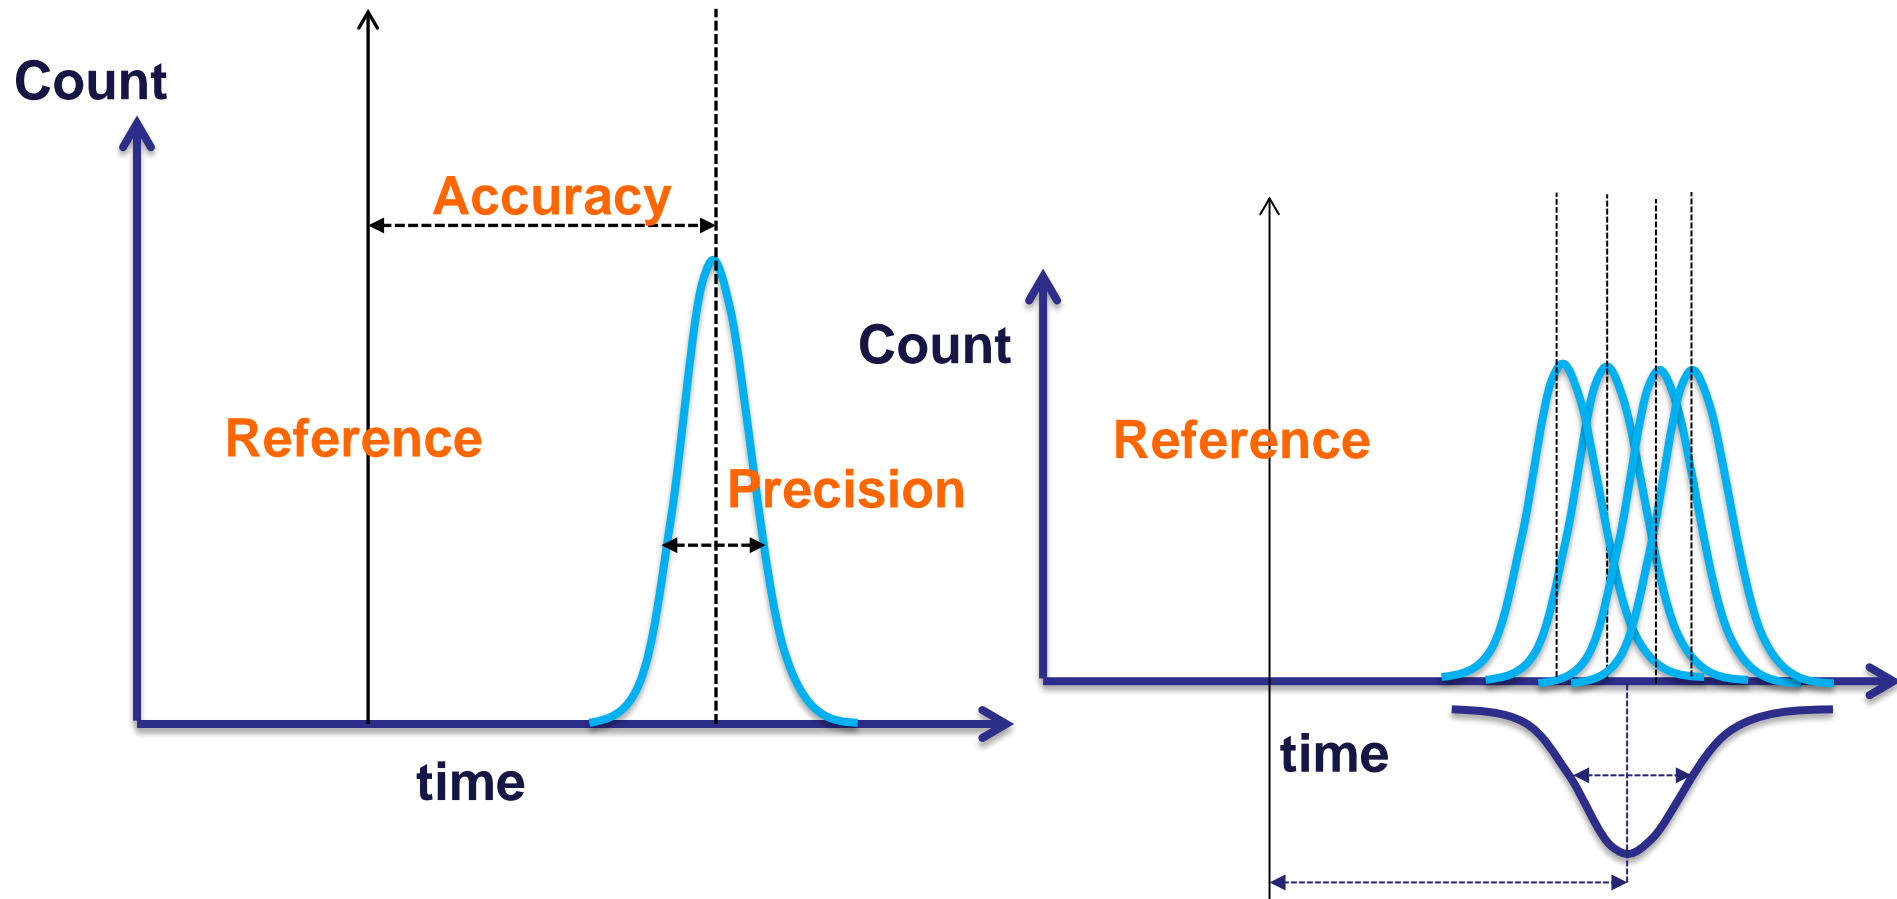 Count
Accuracy
Reference
Precision
time
Count
Reference
time